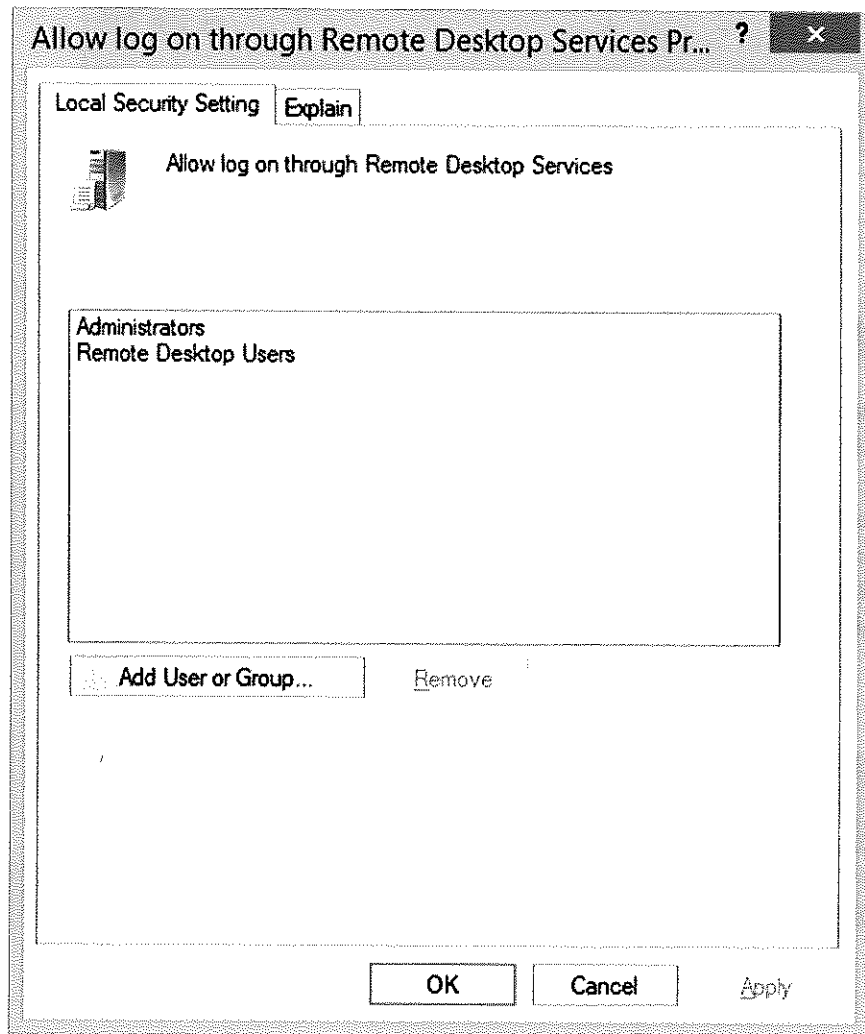 Allow log on through Remote Desktop Services Pr... ? ×
Local Security Setting Explain
Allow log on through Remote Desktop Services
Administrators
Remote Desktop Users
Add User or Group... Remove
OK Cancel Apply